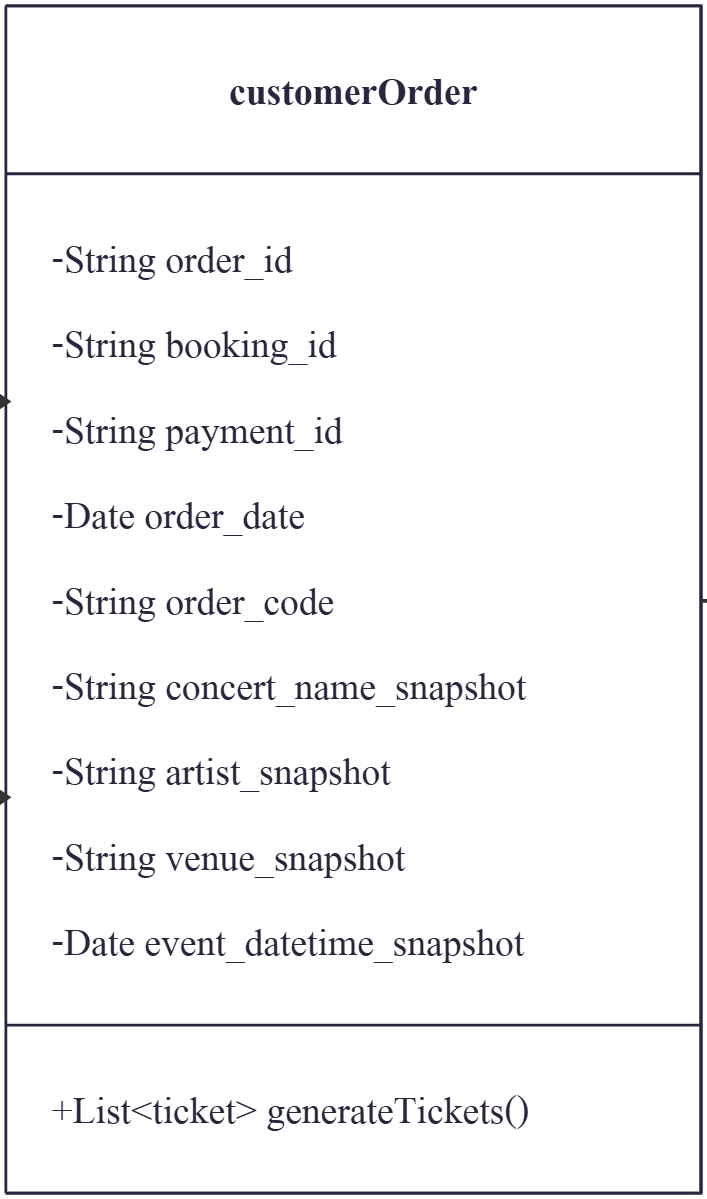 customerOrder
-String order_id
-String booking_id
-String payment_id
-Date order_date
-String order_code
-String concert_name_snapshot
-String artist_snapshot
-String venue_snapshot
-Date event_datetime_snapshot
+List<ticket> generateTickets()